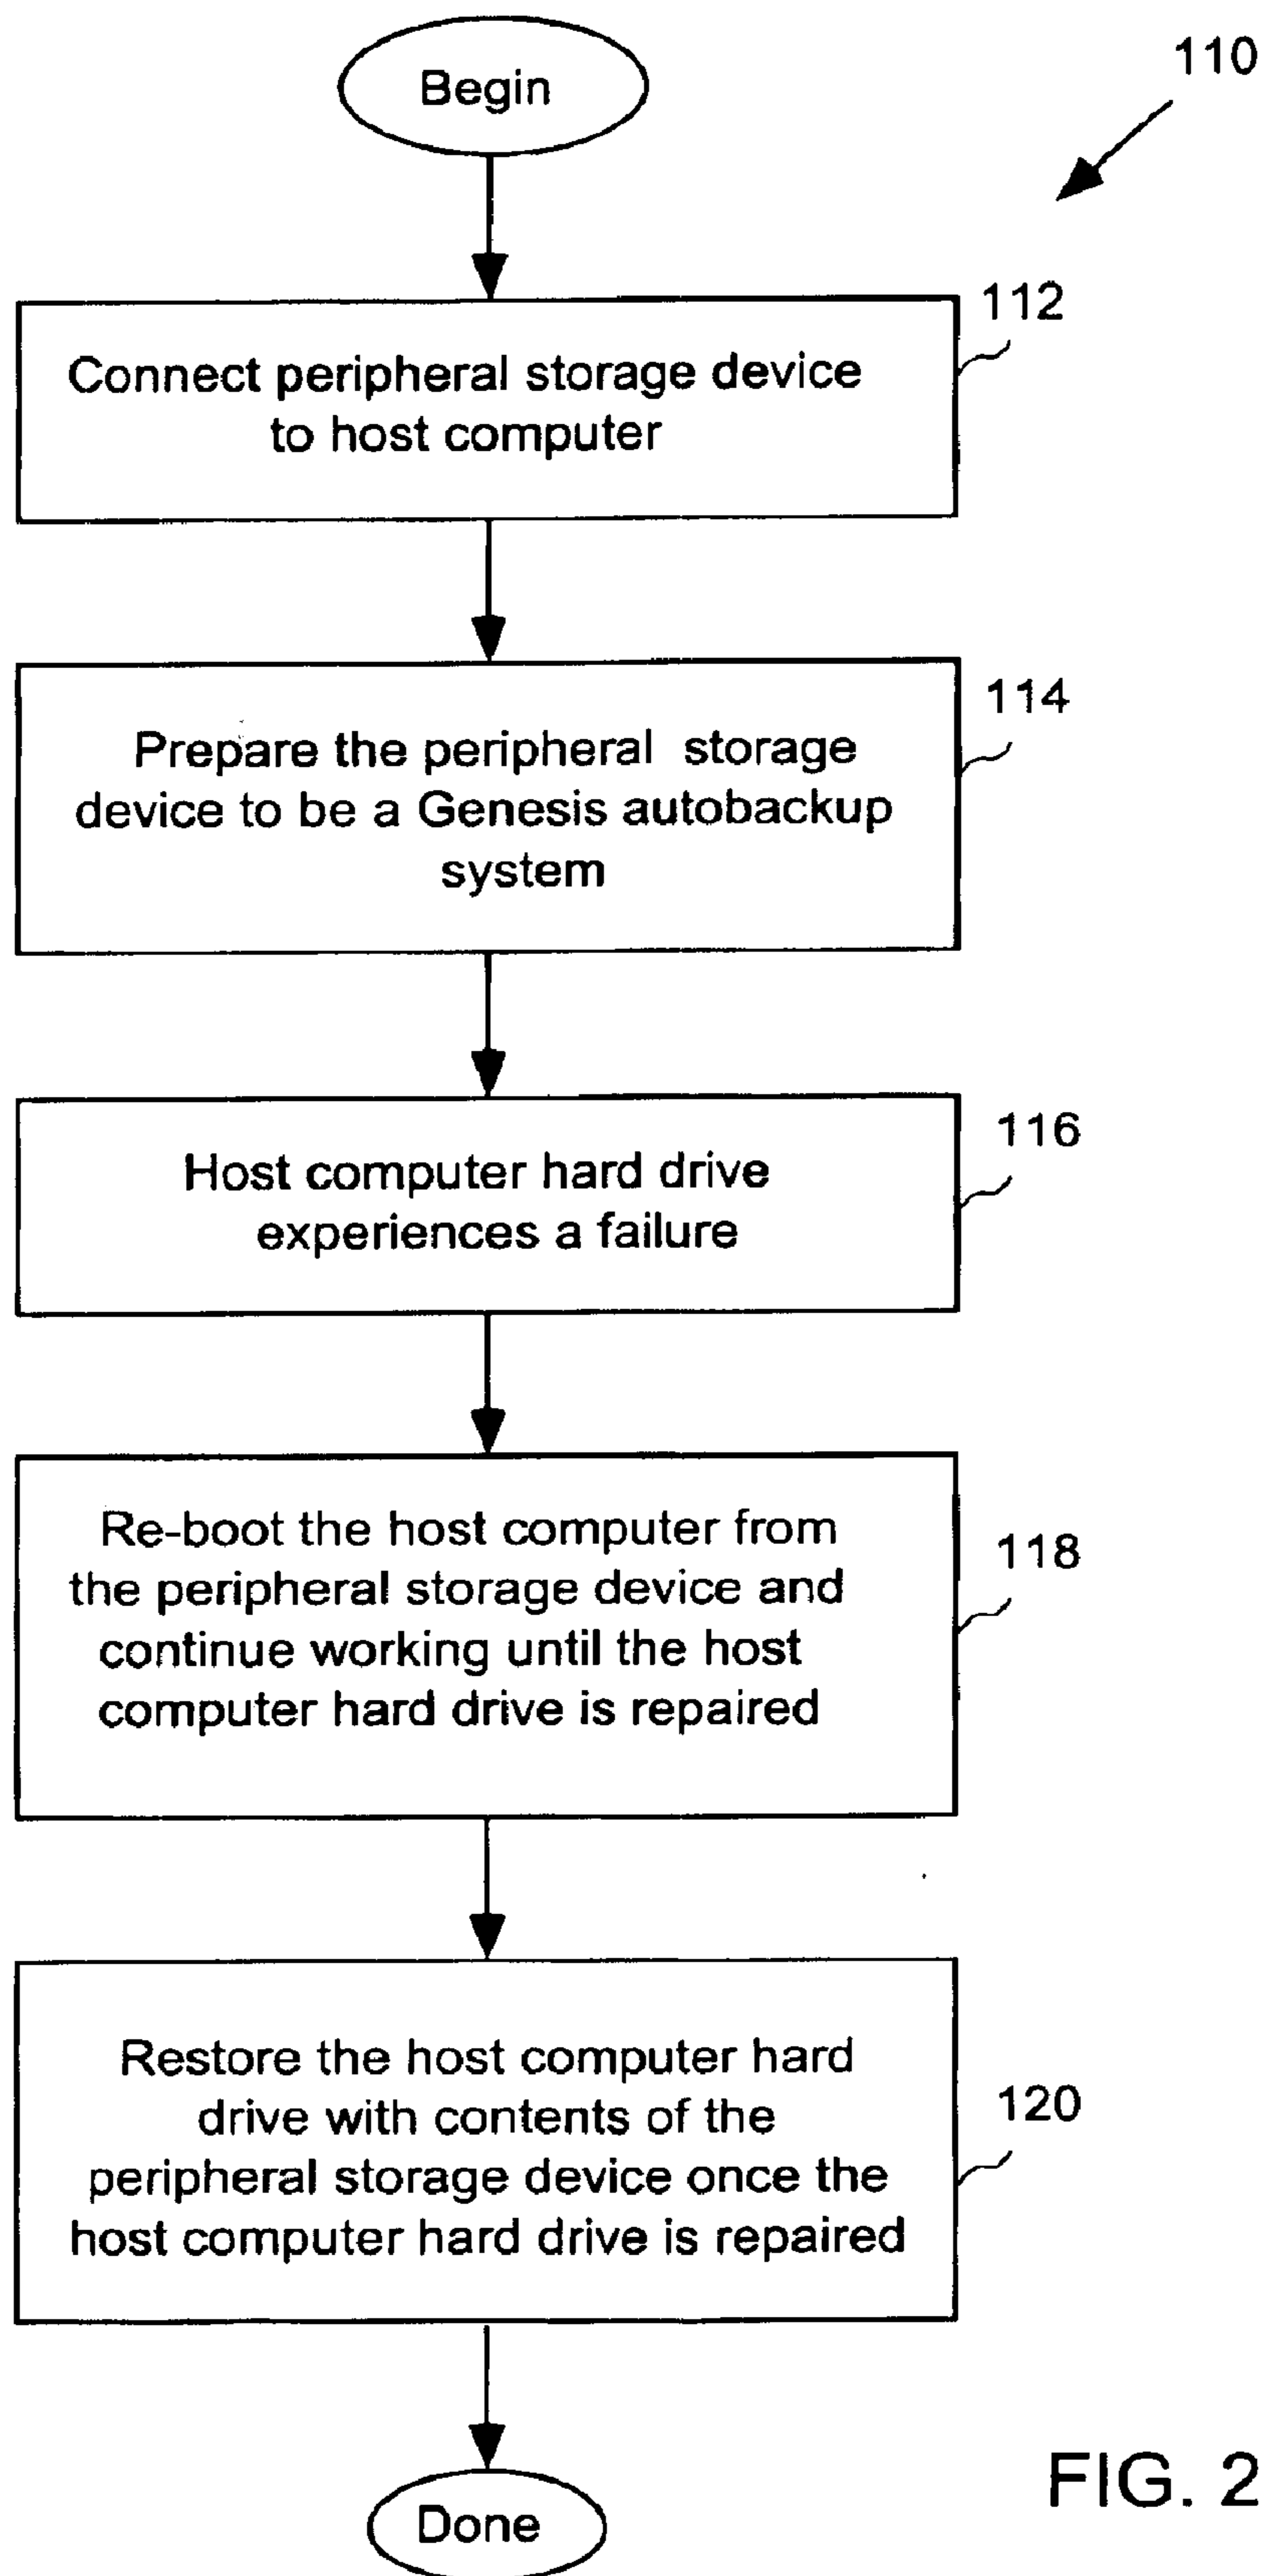 Begin
110
112
Connect peripheral storage device
to host computer
114
Prepare the peripheral storage
device to be a Genesis autobackup
system
116
Host computer hard drive
experiences a failure
118
Re-boot the host computer from
the peripheral storage device and
continue working until the host
computer hard drive is repaired
120
Restore the host computer hard
drive with contents of the
peripheral storage device once the
host computer hard drive is repaired
Done
FIG. 2